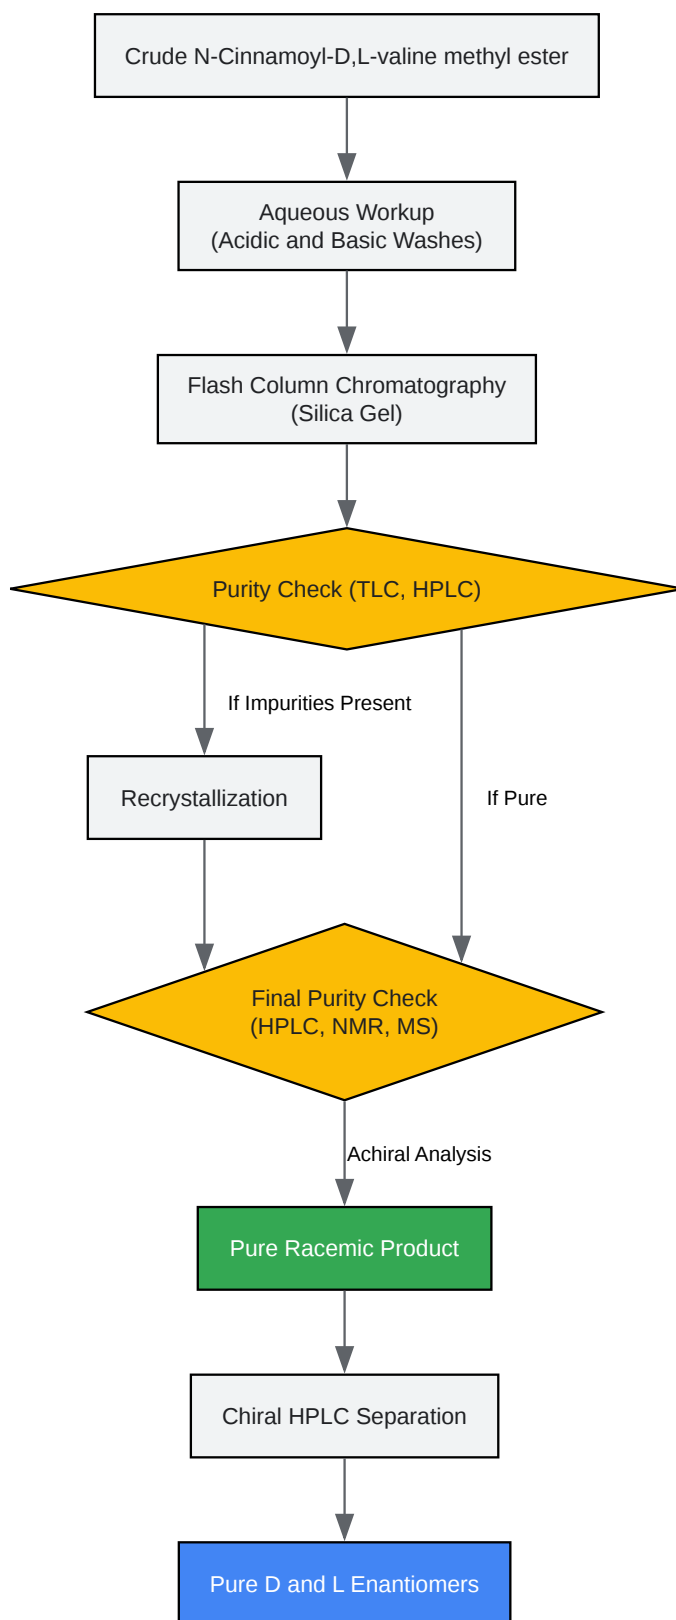 Crude N-Cinnamoyl-D,L-valine methyl ester
Aqueous Workup
(Acidic and Basic Washes)
Flash Column Chromatography
(Silica Gel)
Purity Check (TLC, HPLC)
If Impurities Present
Recrystallization
If Pure
Final Purity Check
(HPLC, NMR, MS)
Achiral Analysis
Pure Racemic Product
Chiral HPLC Separation
Pure D and L Enantiomers